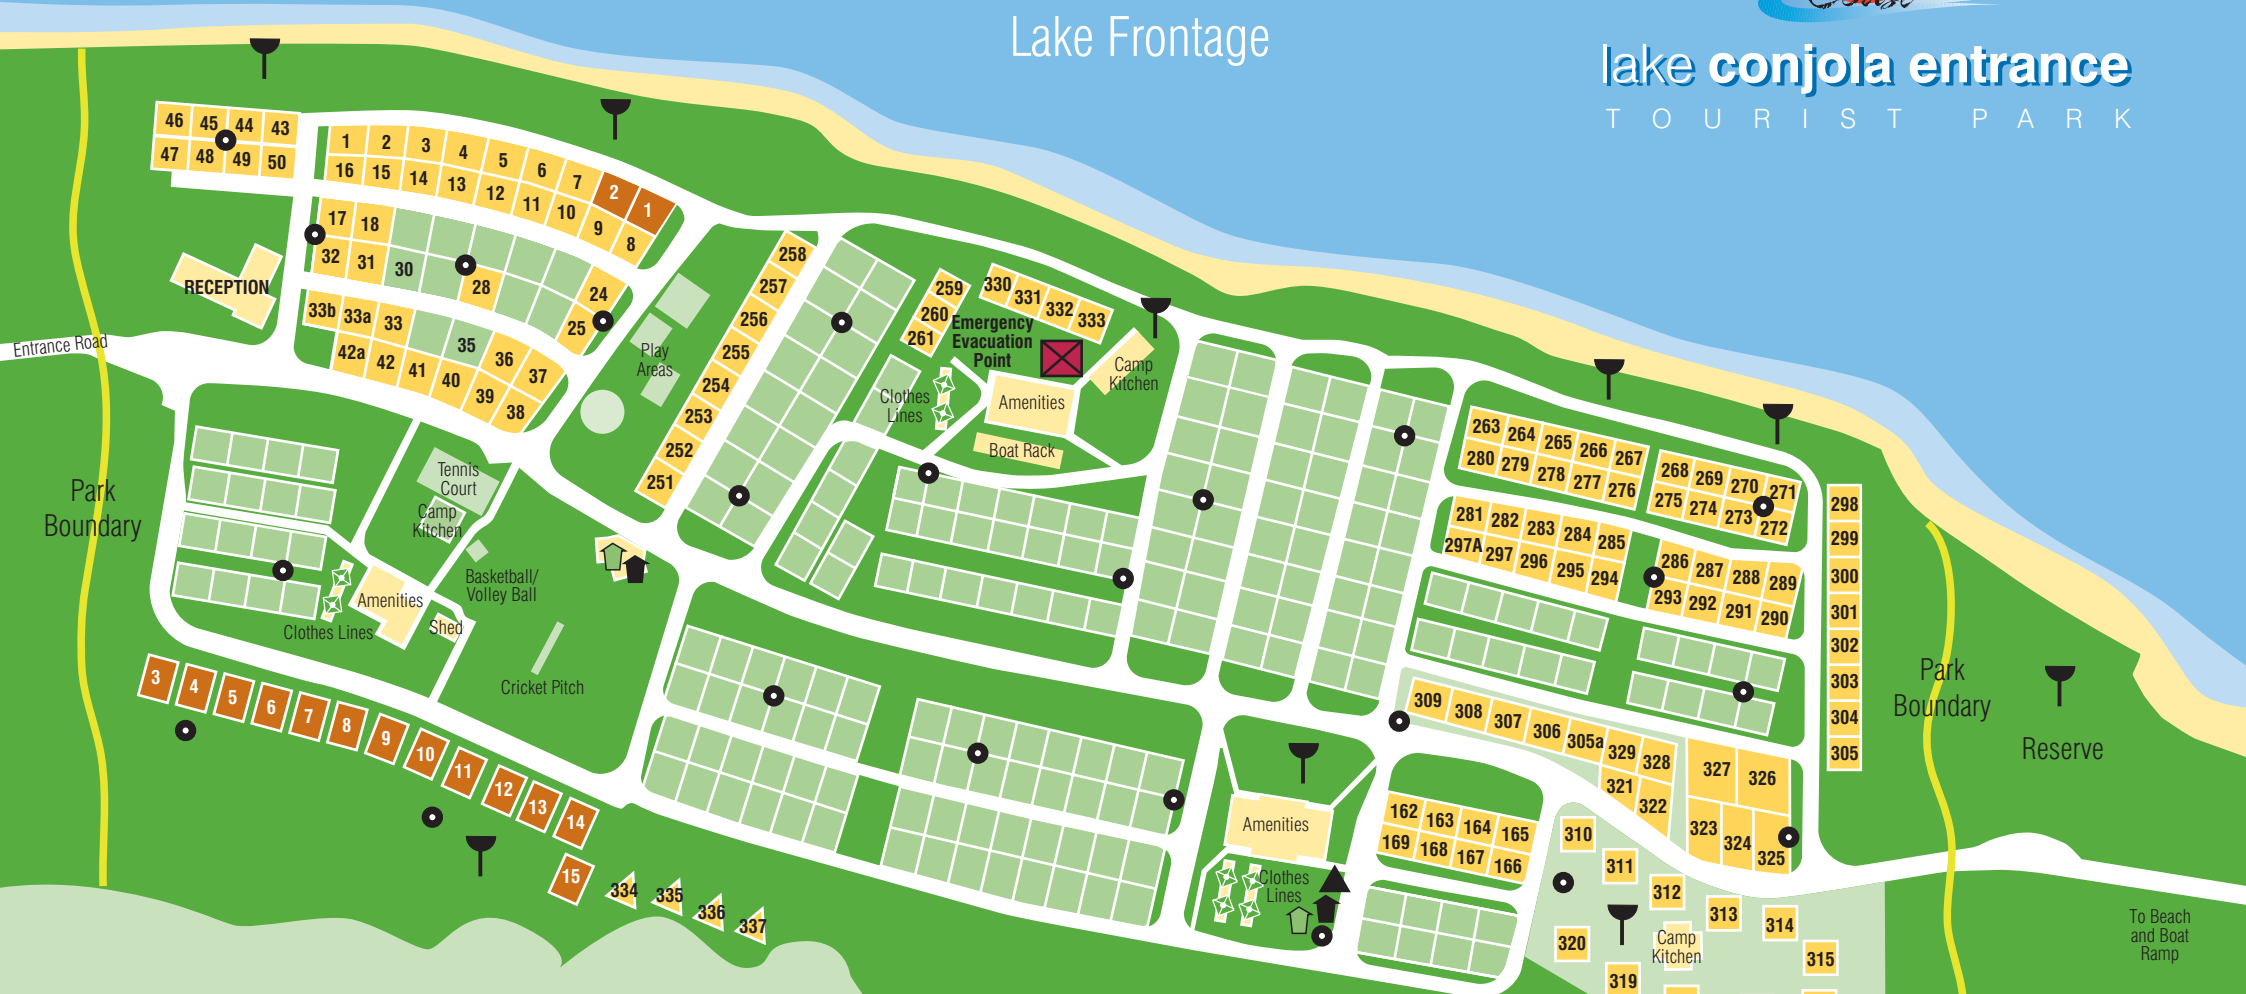 Lake Frontage
lake conjola entrance
TOURIST PARK
46 45 44 43
47 48 49 50
1 2 3 4 5 6 7 2 1
16 15 14 13 12 11 10 9 8
17 18
32 31 30 28 24
25
33b 33a 33 35 36 37
42a 42 41 40 39 38
RECEPTION
Entrance Road
Park
Boundary
Play
Areas
258
257
256
255
254
253
252
251
259
260
261
330 331 332 333
Emergency
Evacuation
Point
Camp
Kitchen
Clothes
Lines
Amenities
Boat Rack
Tennis
Court
Camp
Kitchen
Basketball/
Volley Ball
Amenities
Shed
Clothes Lines
Cricket Pitch
3 4 5 6 7 8 9 10 11 12 13 14
15
334 335 336 337
263 264 265 266 267
280 279 278 277 276
268 269 270 271
275 274 273 272
281 282 283 284 285
297A 297 296 295 294
286 287 288 289
293 292 291 290
298
299
300
301
302
303
304
305
Park
Boundary
Reserve
309 308 307 306 305a 329 328
321 322
327 326
323 324 325
Amenities
Clothes
Lines
162 163 164 165
169 168 167 166
310
311
312
313
314
315
320
319
Camp
Kitchen
To Beach
and Boat
Ramp